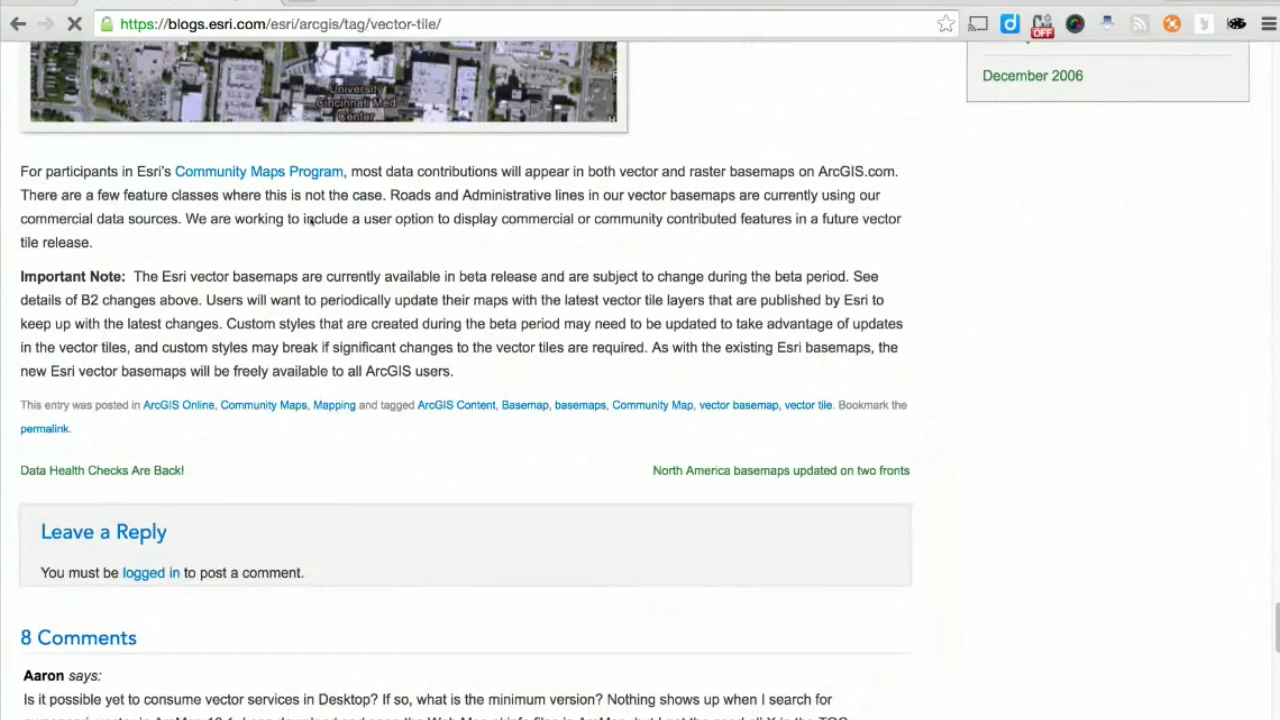 https://blogs.esri.com/esri/arcgis/tag/vector-tile/
OFF
December 2006
University
Cincinnati Med
Center
For participants in Esri's Community Maps Program, most data contributions will appear in both vector and raster basemaps on ArcGIS.com.
There are a few feature classes where this is not the case. Roads and Administrative lines in our vector basemaps are currently using our
commercial data sources. We are working to include a user option to display commercial or community contributed features in a future vector
tile release.
Important Note: The Esri vector basemaps are currently available in beta release and are subject to change during the beta period. See
details of B2 changes above. Users will want to periodically update their maps with the latest vector tile layers that are published by Esri to
keep up with the latest changes. Custom styles that are created during the beta period may need to be updated to take advantage of updates
in the vector tiles, and custom styles may break if significant changes to the vector tiles are required. As with the existing Esri basemaps, the
new Esri vector basemaps will be freely available to all ArcGIS users.
This entry was posted in ArcGIS Online, Community Maps, Mapping and tagged ArcGIS Content, Basemap, basemaps, Community Map, vector basemap, vector tile. Bookmark the
permalink.
Data Health Checks Are Back!
North America basemaps updated on two fronts
Leave a Reply
You must be logged in to post a comment.
8 Comments
Aaron says:
Is it possible yet to consume vector services in Desktop? If so, what is the minimum version? Nothing shows up when I search for